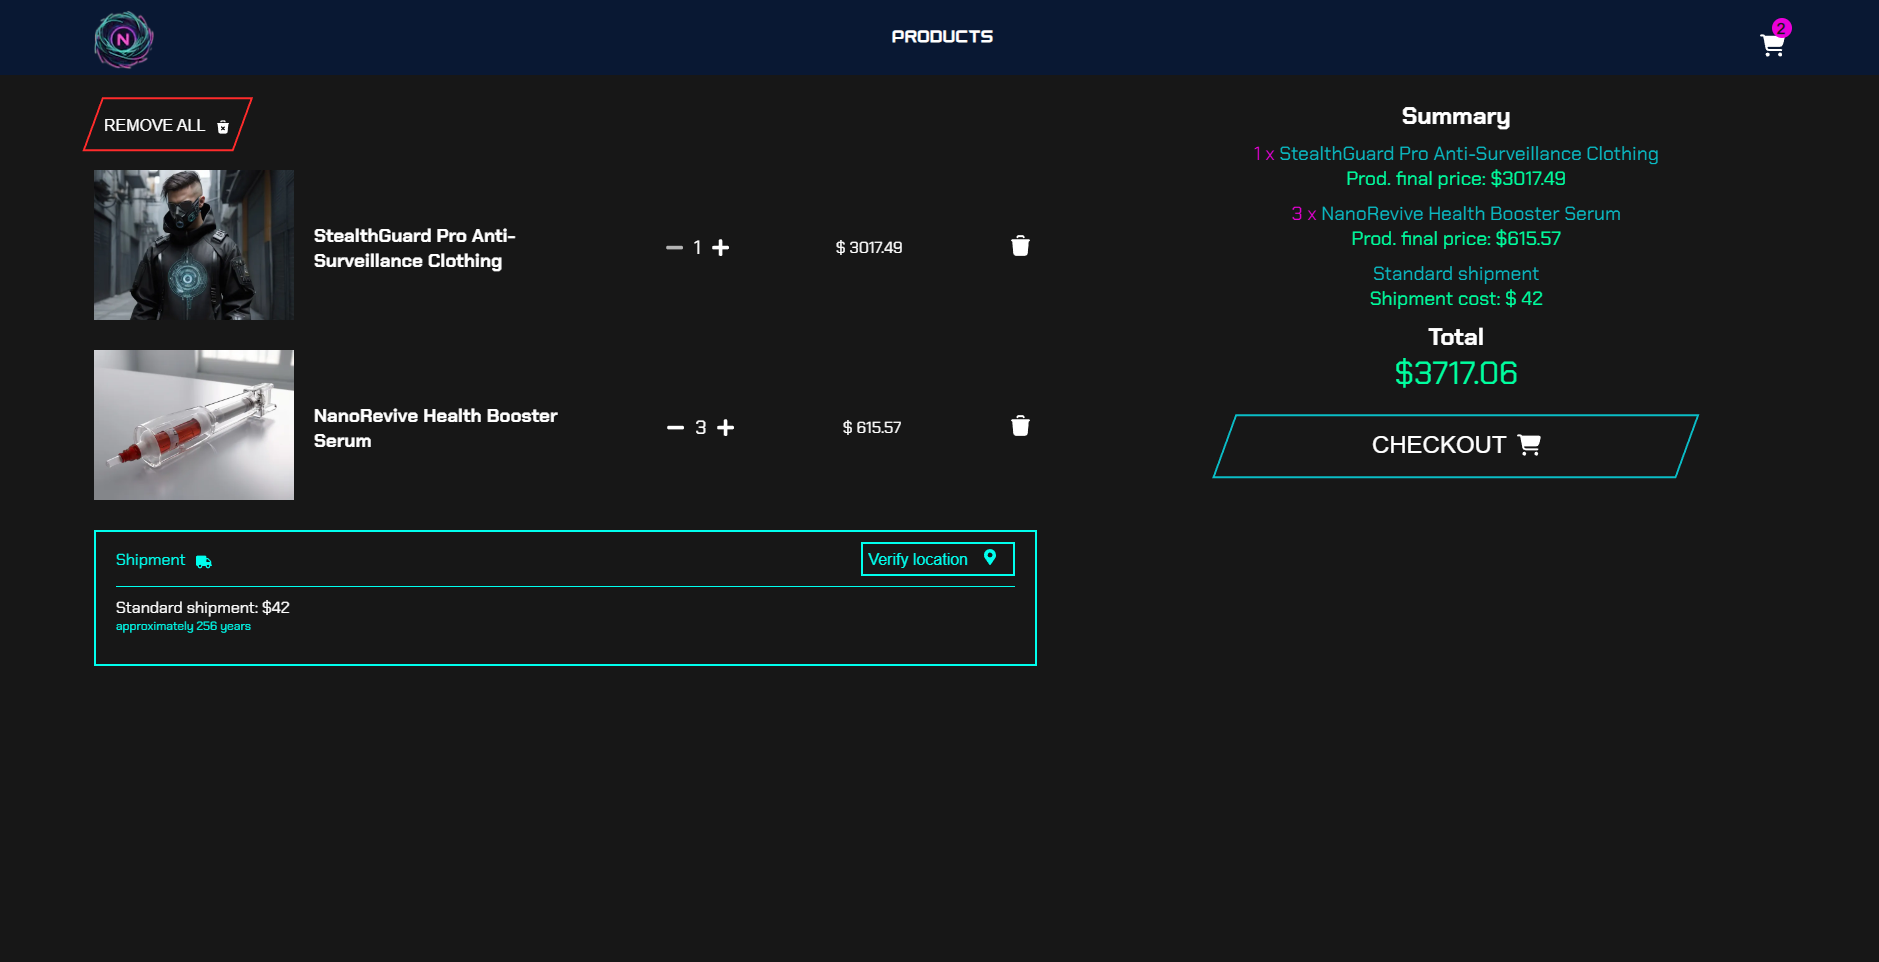 N
PRODUCTS
2
REMOVE ALL
StealthGuard Pro Anti-
Surveillance Clothing
1
$ 3017.49
NanoRevive Health Booster
Serum
3
$ 615.57
Shipment
Verify location
Standard shipment: $42
approximately 256 years
Summary
1 x StealthGuard Pro Anti-Surveillance Clothing
Prod. final price: $3017.49
3 x NanoRevive Health Booster Serum
Prod. final price: $615.57
Standard shipment
Shipment cost: $ 42
Total
$3717.06
CHECKOUT